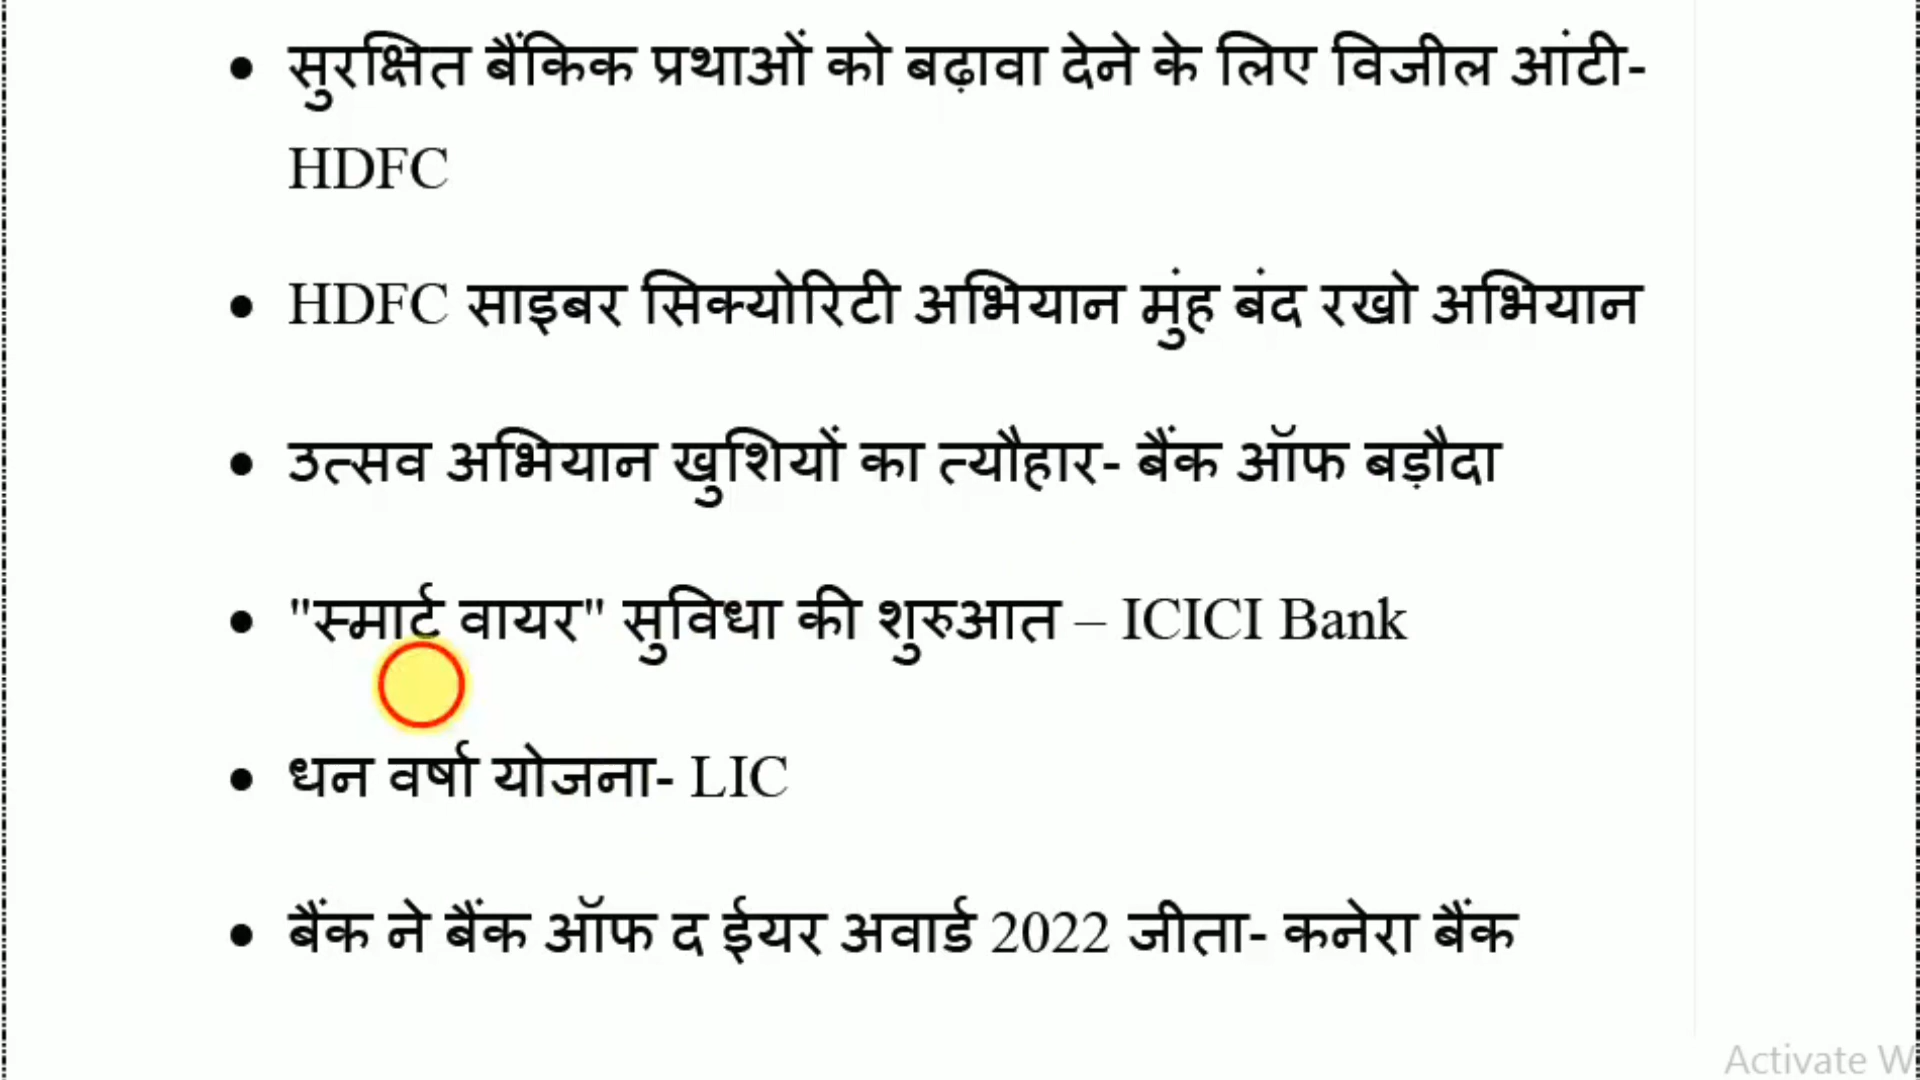 • सुरक्षित बैंकिक प्रथाओं को बढ़ावा देने के लिए विजील आंटी-
HDFC
• HDFC साइबर सिक्योरिटी अभियान मुंह बंद रखो अभियान
• उत्सव अभियान खुशियों का त्यौहार- बैंक ऑफ बड़ौदा
• "स्मार्ट वायर" सुविधा की शुरुआत – ICICI Bank
• धन वर्षा योजना- LIC
• बैंक ने बैंक ऑफ द ईयर अवार्ड 2022 जीता- कनेरा बैंक
Activate W